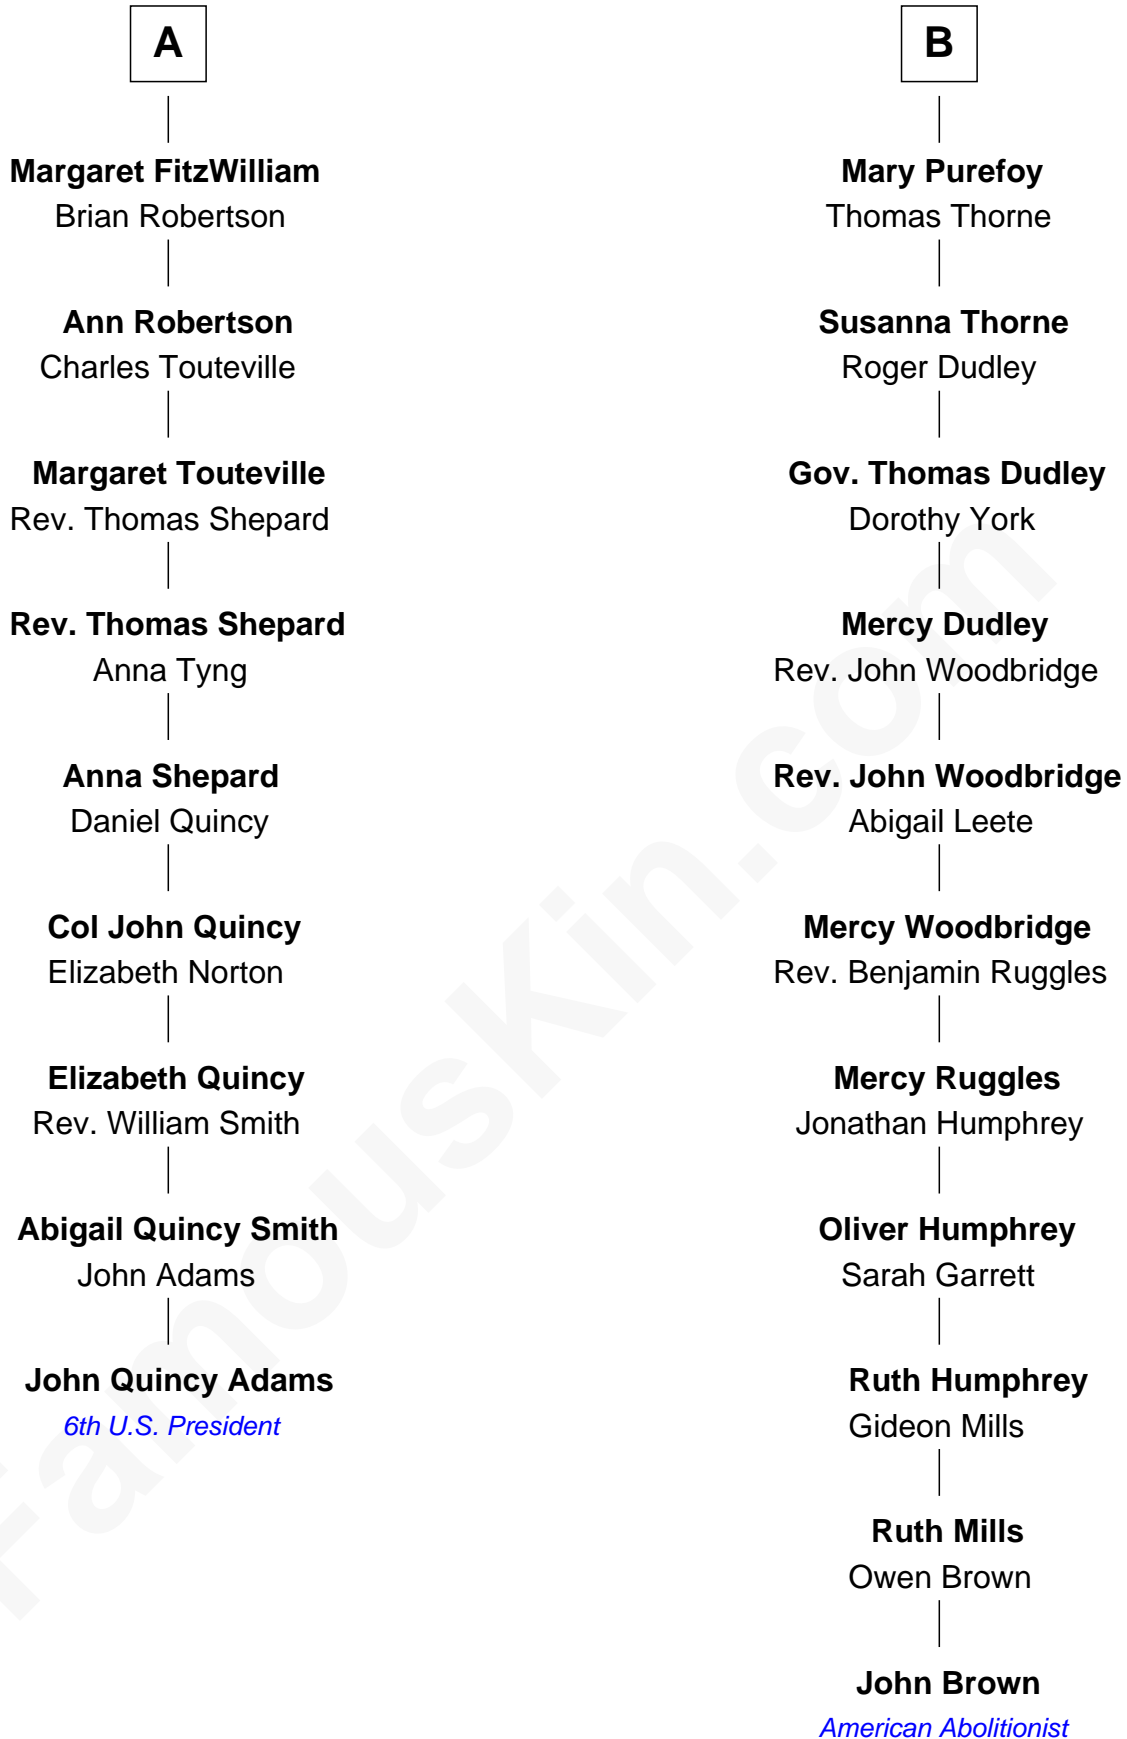 A
Margaret FitzWilliam
Brian Robertson
Ann Robertson
Charles Touteville
Margaret Touteville
Rev. Thomas Shepard
Rev. Thomas Shepard
Anna Tyng
Anna Shepard
Daniel Quincy
Col John Quincy
Elizabeth Norton
Elizabeth Quincy
Rev. William Smith
Abigail Quincy Smith
John Adams
John Quincy Adams
6th U.S. President
B
Mary Purefoy
Thomas Thorne
Susanna Thorne
Roger Dudley
Gov. Thomas Dudley
Dorothy York
Mercy Dudley
Rev. John Woodbridge
Rev. John Woodbridge
Abigail Leete
Mercy Woodbridge
Rev. Benjamin Ruggles
Mercy Ruggles
Jonathan Humphrey
Oliver Humphrey
Sarah Garrett
Ruth Humphrey
Gideon Mills
Ruth Mills
Owen Brown
John Brown
American Abolitionist
FamousKin.com